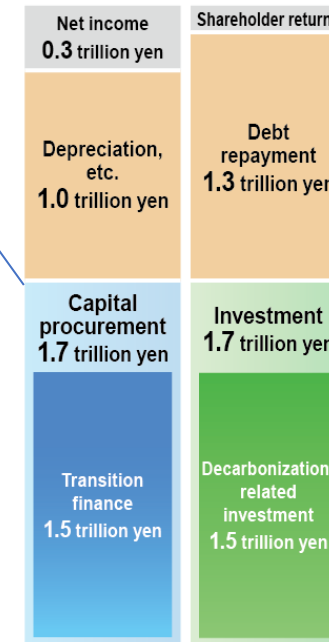 Net income
0.3 trillion yen
Depreciation,
etc.
1.0 trillion yen
Capital
procurement
1.7 trillion yen
Transition
finance
1.5 trillion yen
Shareholder return
Debt
repayment
1.3 trillion yen
Investment
1.7 trillion yen
Decarbonization
related
investment
1.5 trillion yen